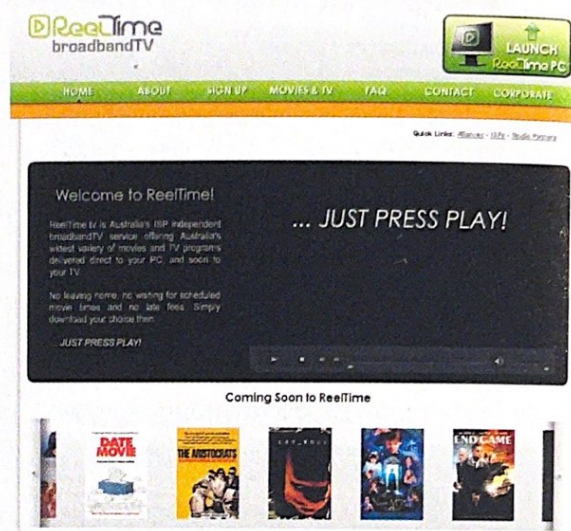 ReelTime
broadbandTV
LAUNCH
ReelTime PC
HOME ABOUT SIGN UP MOVIES & TV FAQ CONTACT CORPORATE
Quick Links: Alliances - ISPs - Studio Partners
Welcome to ReelTime!
ReelTime.tv is Australia's ISP independent
broadbandTV service offering Australia's
widest variety of movies and TV programs
delivered direct to your PC, and soon to
your TV.
No leaving home, no waiting for scheduled
movie times and no late fees. Simply
download your choice then
JUST PRESS PLAY!
... JUST PRESS PLAY!
Coming Soon to ReelTime
DATE
MOVIE
THE ARISTOCRATS
END GAME